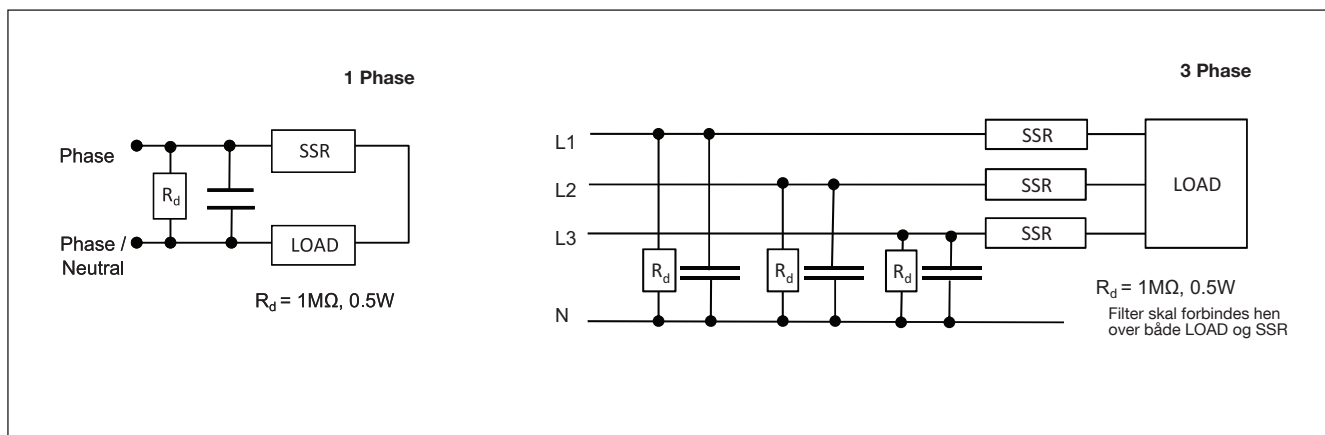 1 Phase
Phase
SSR
Rd
Phase /
Neutral
LOAD
Rd = 1MΩ, 0.5W
3 Phase
L1
SSR
L2
SSR
LOAD
L3
SSR
Rd
Rd
Rd
N
Rd = 1MΩ, 0.5W
Filter skal forbindes hen
over både LOAD og SSR